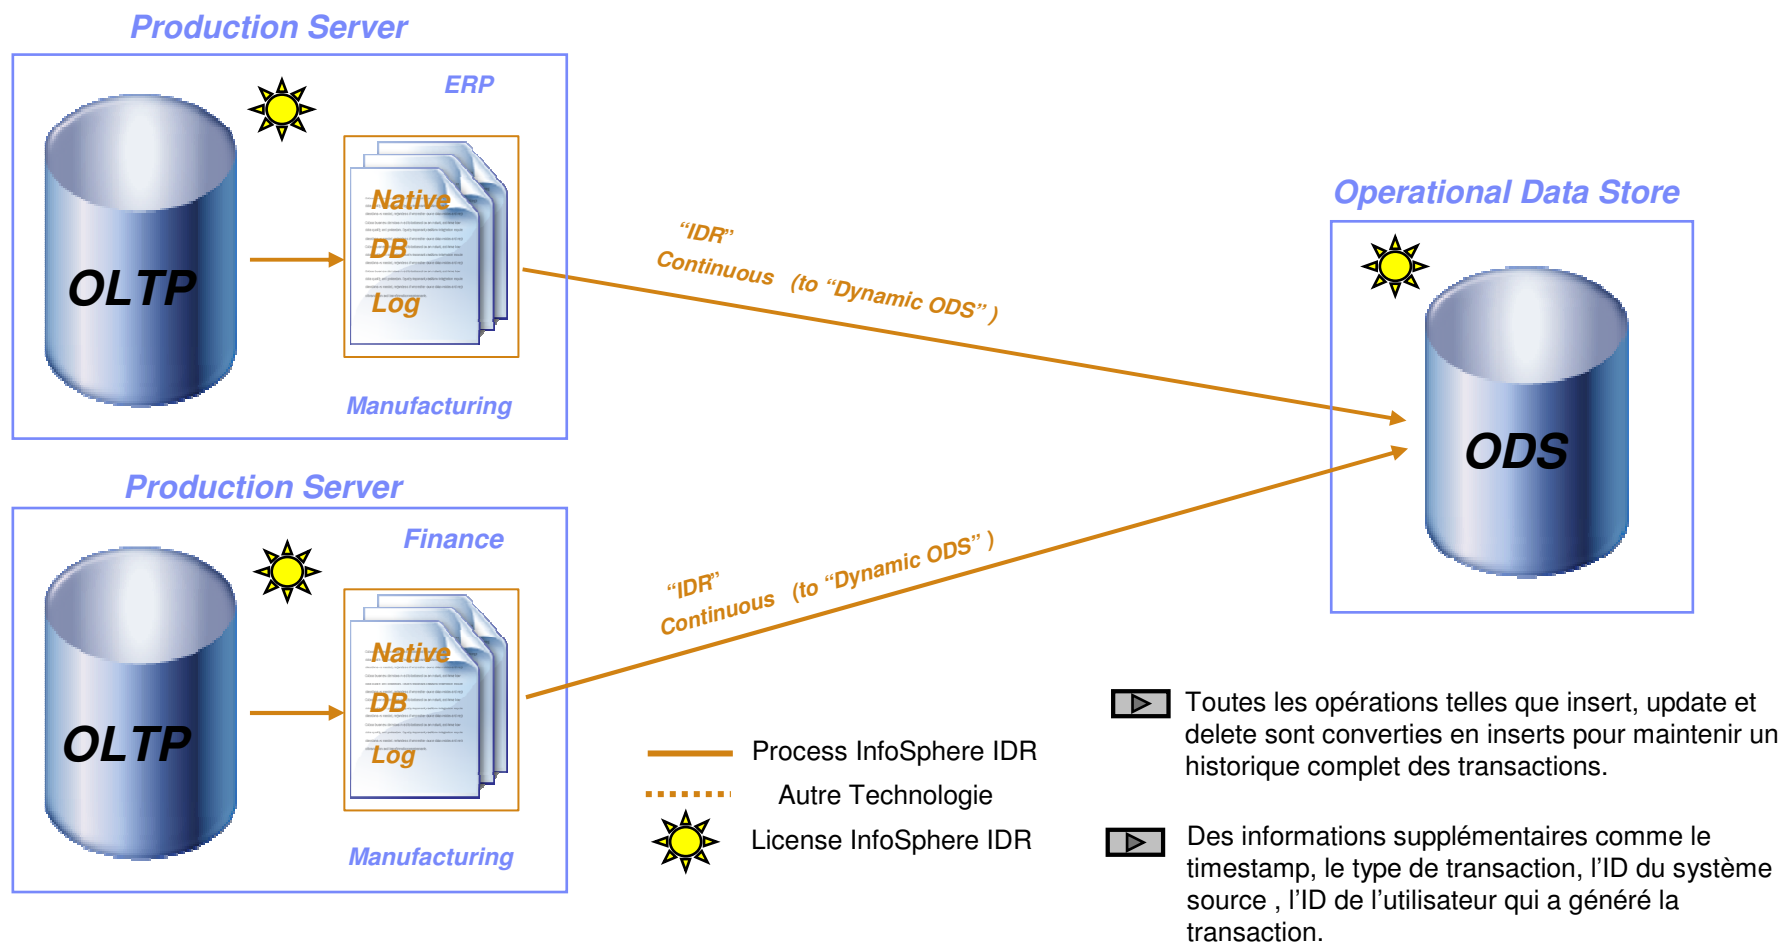 Production Server
ERP
OLTP
Native
DB
Log
Manufacturing
“IDR”
Continuous (to “Dynamic ODS” )
Operational Data Store
ODS
Production Server
Finance
OLTP
Native
DB
Log
Manufacturing
“IDR”
Continuous (to “Dynamic ODS” )
Process InfoSphere IDR
Autre Technologie
License InfoSphere IDR
Toutes les opérations telles que insert, update et
delete sont converties en inserts pour maintenir un
historique complet des transactions.
Des informations supplémentaires comme le
timestamp, le type de transaction, l’ID du système
source , l’ID de l’utilisateur qui a généré la
transaction.